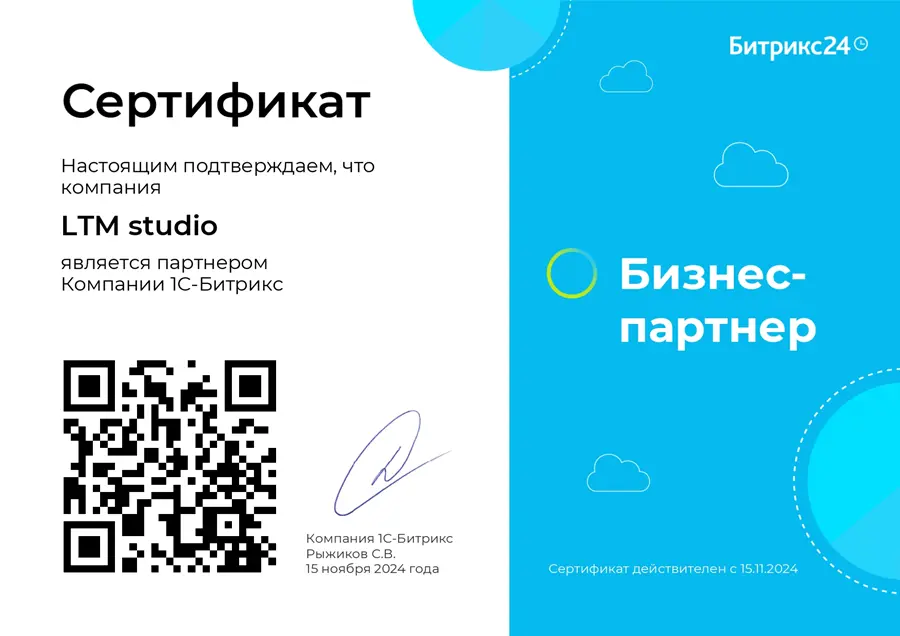 Битрикс24
Сертификат
Настоящим подтверждаем, что
компания
LTM studio
является партнером
Компании 1С-Битрикс
Бизнес-
партнер
Компания 1С-Битрикс
Рыжиков С.В.
15 ноября 2024 года
Сертификат действителен с 15.11.2024